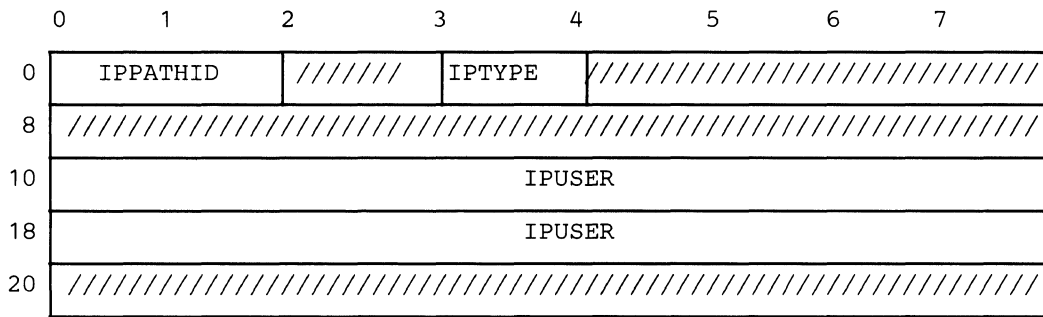 0 1 2 3 4 5 6 7
0 IPPATHID /////// IPTYPE ///////////////////////////////
8 /////////////////////////////////////////////////////////////////
10 IPUSER
18 IPUSER
20 /////////////////////////////////////////////////////////////////